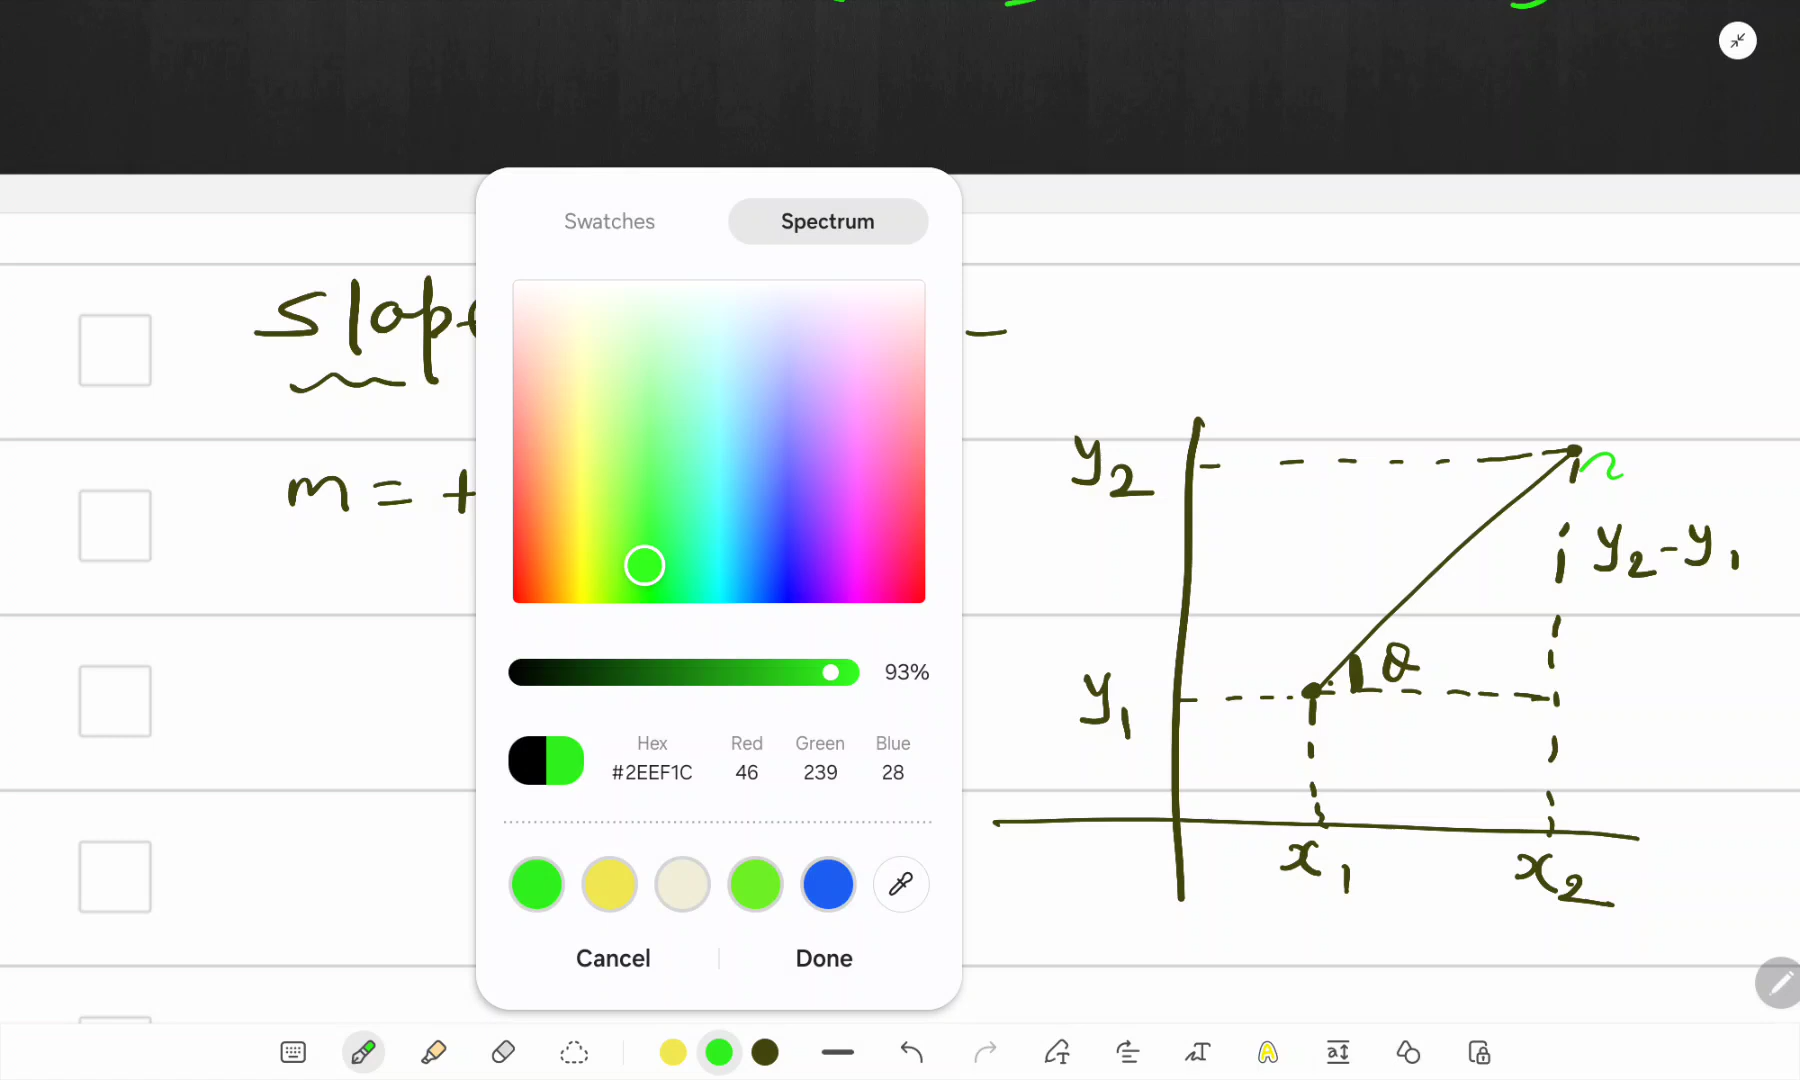 Swatches Spectrum
slope –
m = +
93%
Hex Red Green Blue
#2EEF1C 46 239 28
Cancel Done
y2
y2 - y1
θ
y1
x1 x2